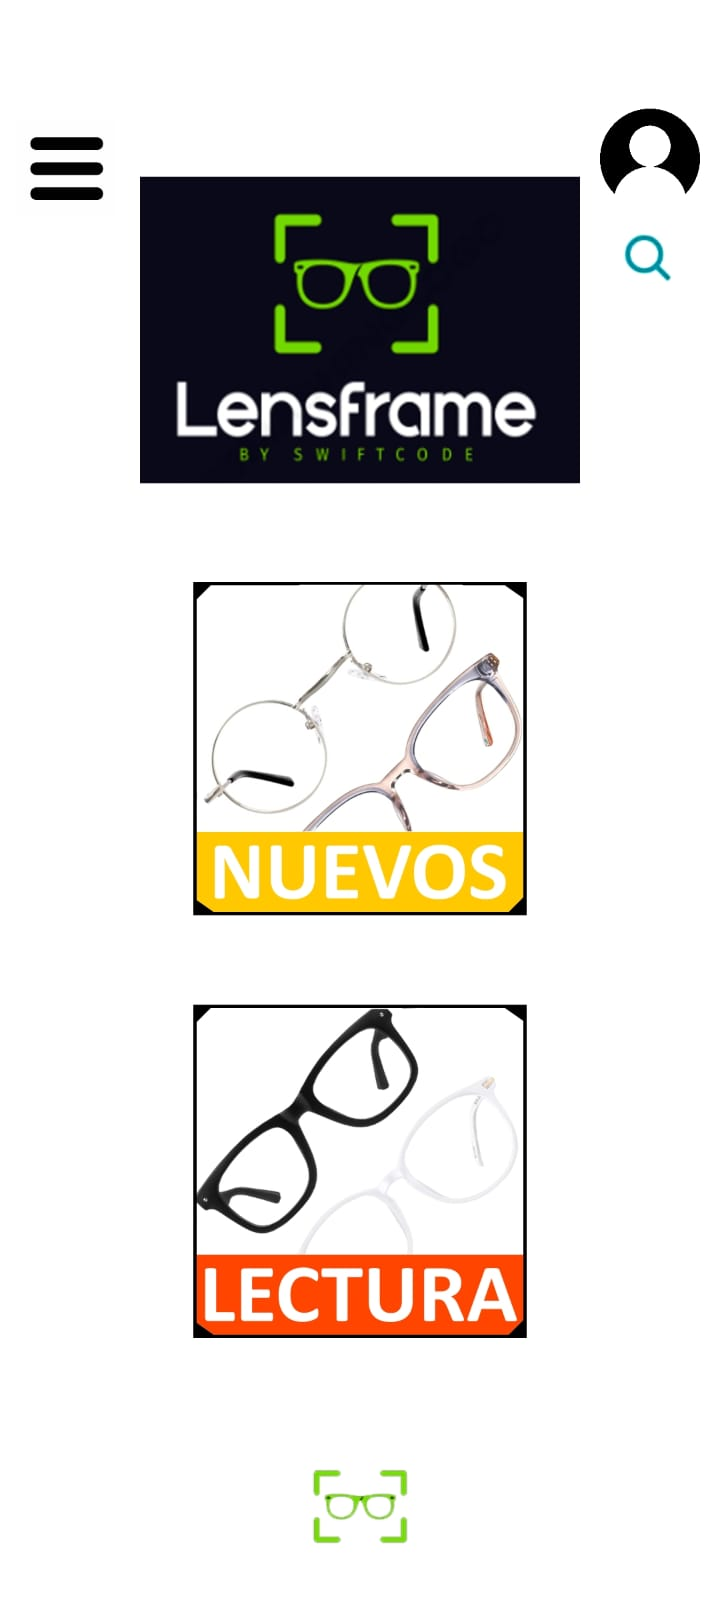 Lensframe
BY SWIFTCODE
NUEVOS
LECTURA